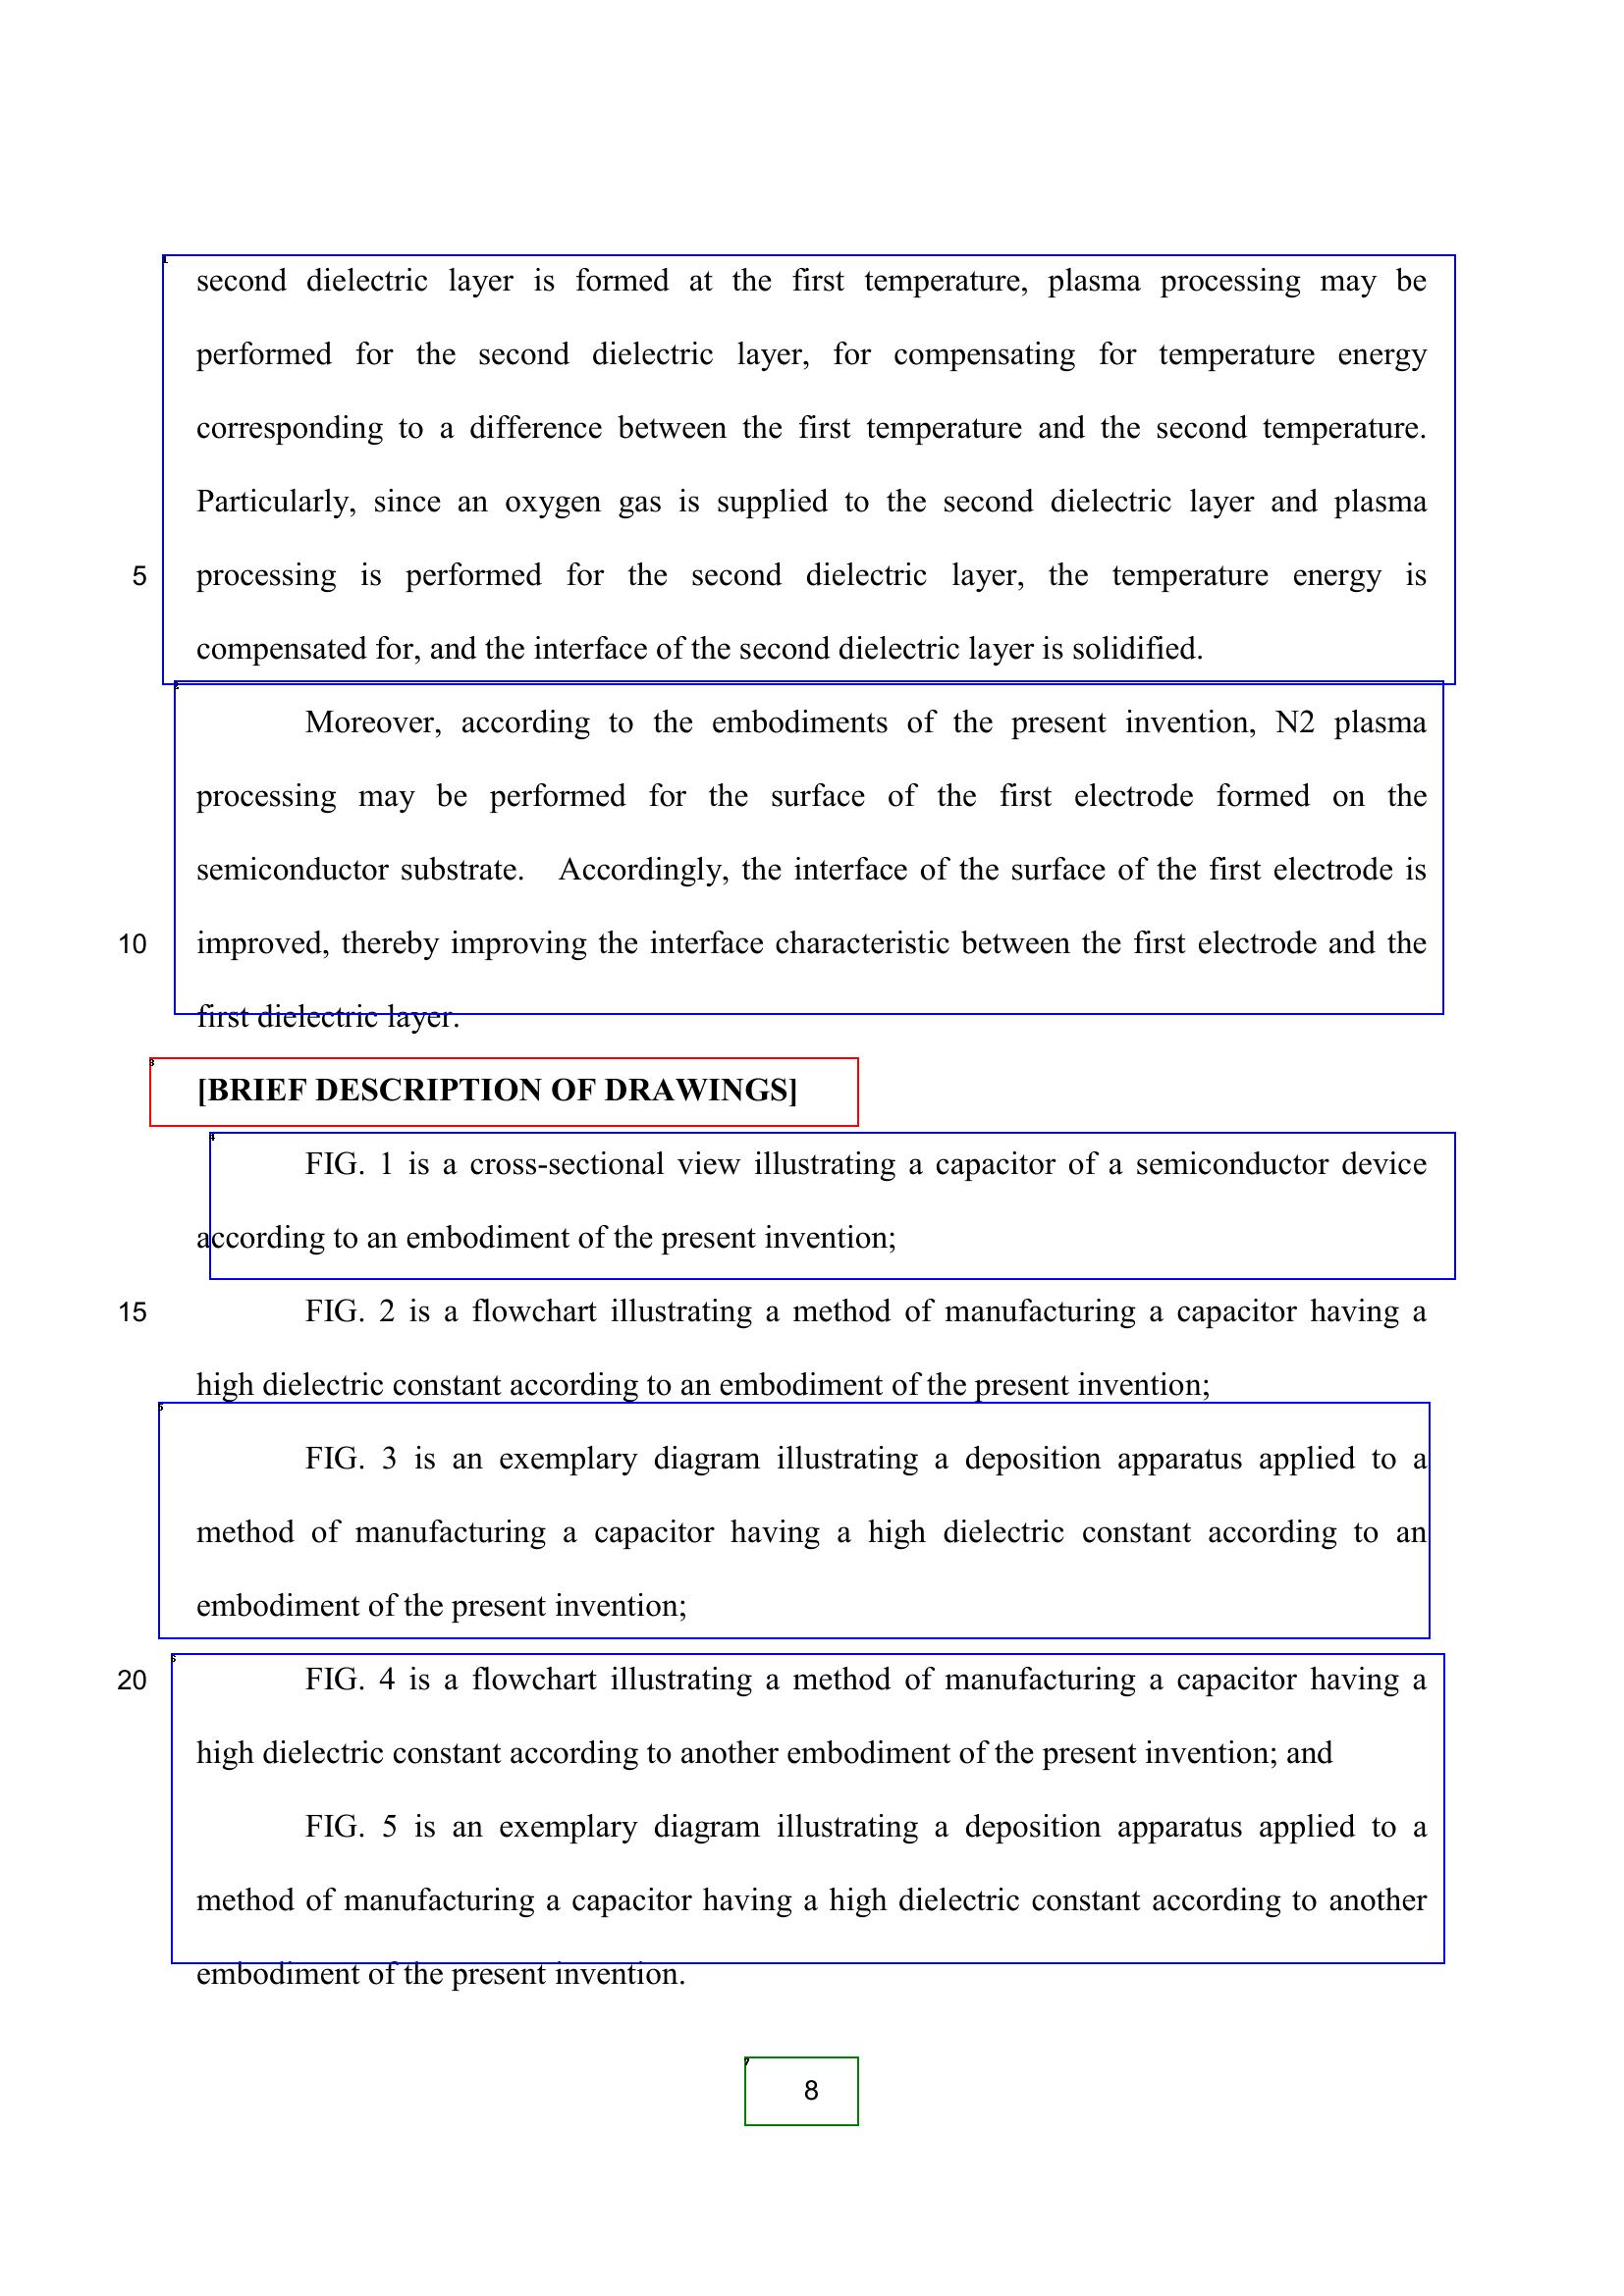 second dielectric layer is formed at the first temperature, plasma processing may be
performed for the second dielectric layer, for compensating for temperature energy
corresponding to a difference between the first temperature and the second temperature.
Particularly, since an oxygen gas is supplied to the second dielectric layer and plasma
5 processing is performed for the second dielectric layer, the temperature energy is
compensated for, and the interface of the second dielectric layer is solidified.
Moreover, according to the embodiments of the present invention, N2 plasma
processing may be performed for the surface of the first electrode formed on the
semiconductor substrate. Accordingly, the interface of the surface of the first electrode is
10 improved, thereby improving the interface characteristic between the first electrode and the
first dielectric layer.
[BRIEF DESCRIPTION OF DRAWINGS]
FIG. 1 is a cross-sectional view illustrating a capacitor of a semiconductor device
according to an embodiment of the present invention;
15 FIG. 2 is a flowchart illustrating a method of manufacturing a capacitor having a
high dielectric constant according to an embodiment of the present invention;
FIG. 3 is an exemplary diagram illustrating a deposition apparatus applied to a
method of manufacturing a capacitor having a high dielectric constant according to an
embodiment of the present invention;
20 FIG. 4 is a flowchart illustrating a method of manufacturing a capacitor having a
high dielectric constant according to another embodiment of the present invention; and
FIG. 5 is an exemplary diagram illustrating a deposition apparatus applied to a
method of manufacturing a capacitor having a high dielectric constant according to another
embodiment of the present invention.
8